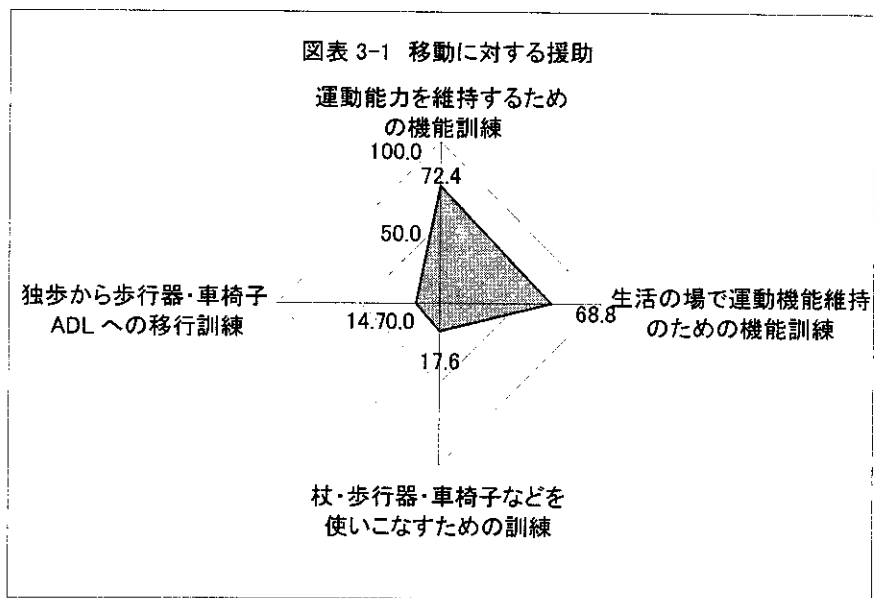 図表 3-1 移動に対する援助
運動能力を維持するため
の機能訓練
100.0
72.4
50.0
独歩から歩行器・車椅子
ADL への移行訓練
14.7
0.0
68.8
生活の場で運動機能維持
のための機能訓練
17.6
杖・歩行器・車椅子などを
使いこなすための訓練